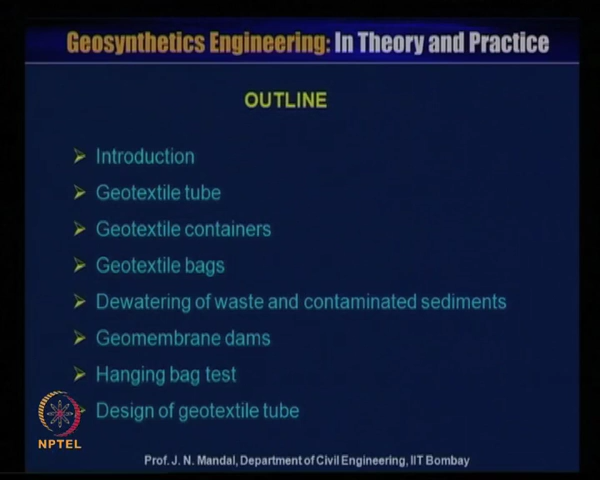 Geosynthetics Engineering: In Theory and Practice
OUTLINE
Introduction
Geotextile tube
Geotextile containers
Geotextile bags
Dewatering of waste and contaminated sediments
Geomembrane dams
Hanging bag test
Design of geotextile tube
NPTEL
Prof. J. N. Mandal, Department of Civil Engineering, IIT Bombay